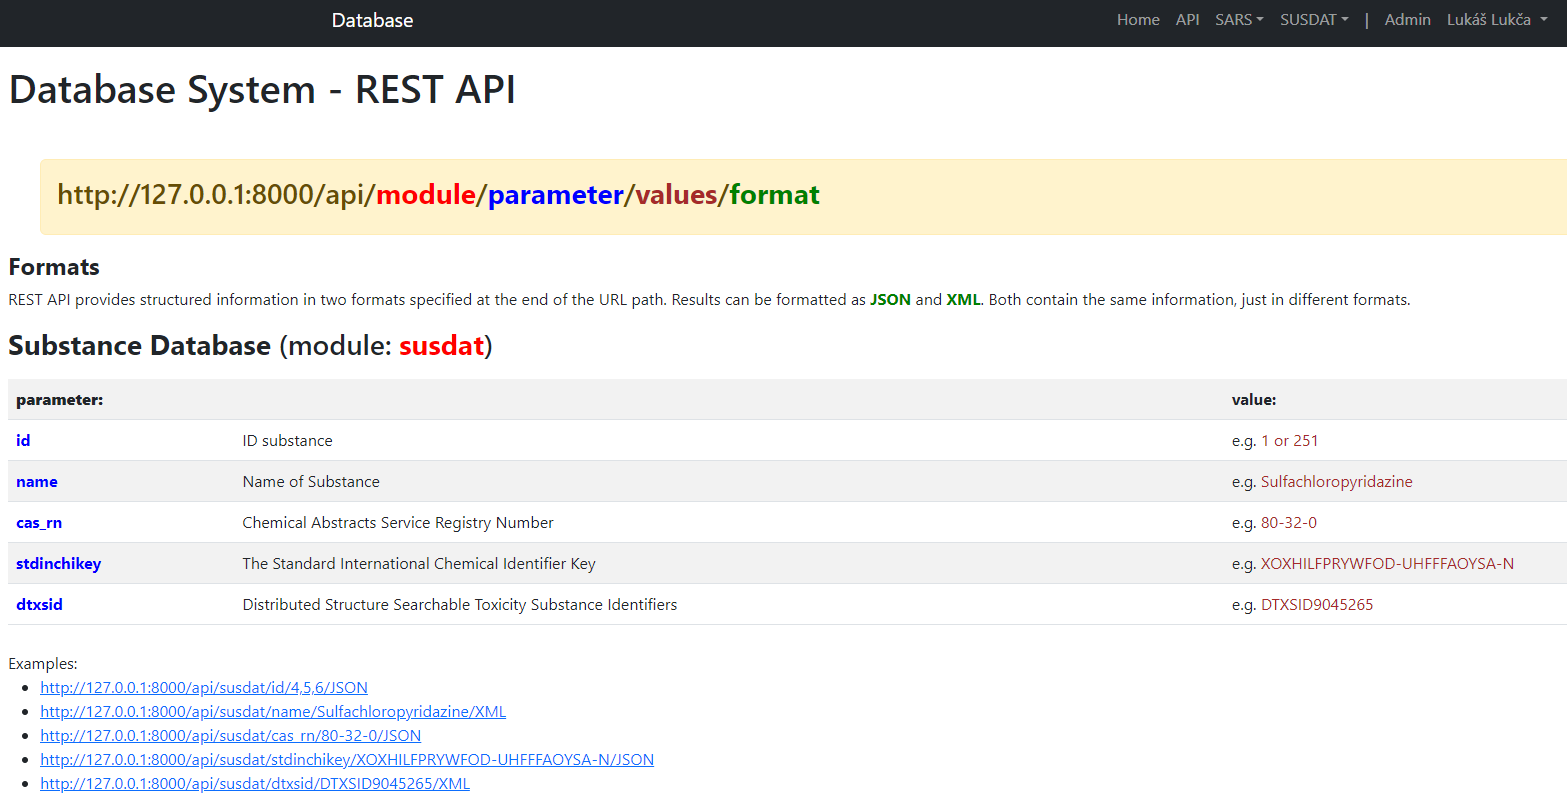 Database Home API SARS SUSDAT | Admin Lukáš Lukča
Database System - REST API
http://127.0.0.1:8000/api/module/parameter/values/format
Formats
REST API provides structured information in two formats specified at the end of the URL path. Results can be formatted as JSON and XML. Both contain the same information, just in different formats.
Substance Database (module: susdat)
parameter: value:
id ID substance e.g. 1 or 251
name Name of Substance e.g. Sulfachloropyridazine
cas_rn Chemical Abstracts Service Registry Number e.g. 80-32-0
stdinchikey The Standard International Chemical Identifier Key e.g. XOXHILFPRYWFOD-UHFFFAOYSA-N
dtxsid Distributed Structure Searchable Toxicity Substance Identifiers e.g. DTXSID9045265
Examples:
http://127.0.0.1:8000/api/susdat/id/4,5,6/JSON
http://127.0.0.1:8000/api/susdat/name/Sulfachloropyridazine/XML
http://127.0.0.1:8000/api/susdat/cas_rn/80-32-0/JSON
http://127.0.0.1:8000/api/susdat/stdinchikey/XOXHILFPRYWFOD-UHFFFAOYSA-N/JSON
http://127.0.0.1:8000/api/susdat/dtxsid/DTXSID9045265/XML